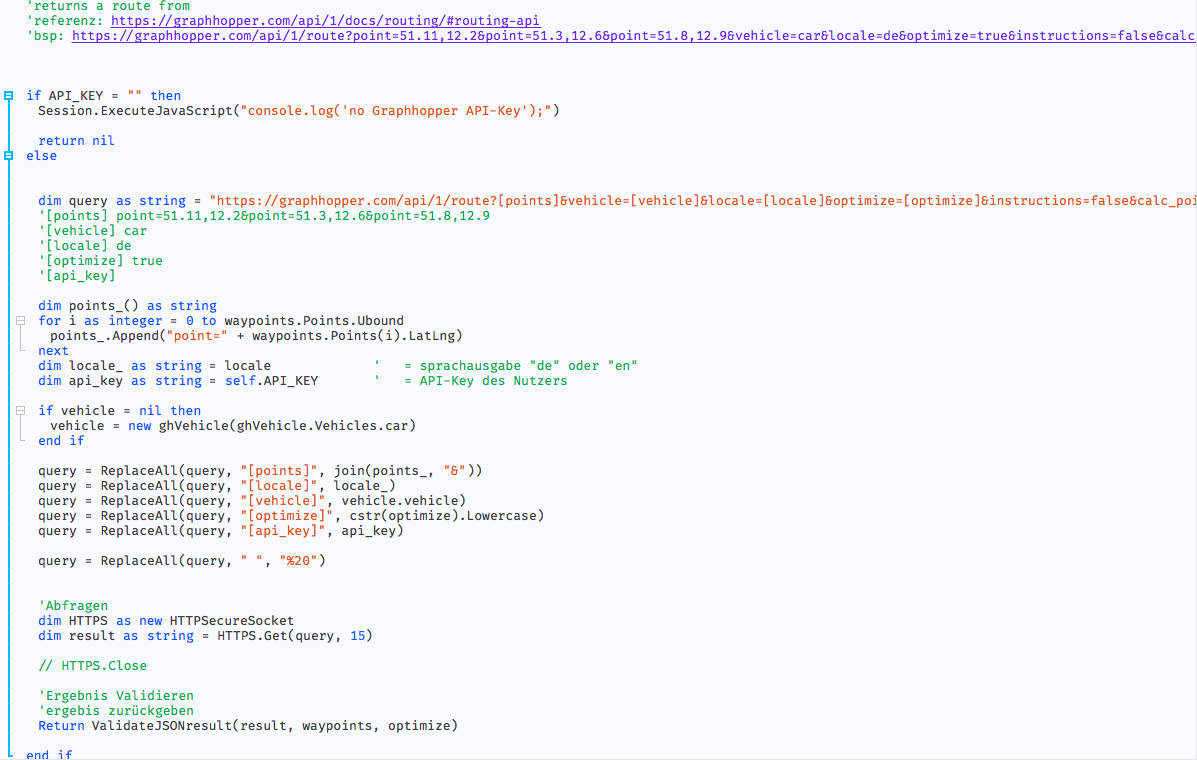 'returns a route from
'referenz: https://graphhopper.com/api/1/docs/routing/#routing-api
'bsp: https://graphhopper.com/api/1/route?point=51.11,12.2&point=51.3,12.6&point=51.8,12.9&vehicle=car&locale=de&optimize=true&instructions=false&calc
if API_KEY = "" then
Session.ExecuteJavaScript("console.log('no Graphhopper API-Key');")
return nil
else
dim query as string = "https://graphhopper.com/api/1/route?[points]&vehicle=[vehicle]&locale=[locale]&optimize=[optimize]&instructions=false&calc_poi
'[points] point=51.11,12.2&point=51.3,12.6&point=51.8,12.9
'[vehicle] car
'[locale] de
'[optimize] true
'[api_key]
dim points_() as string
for i as integer = 0 to waypoints.Points.Ubound
points_.Append("point=" + waypoints.Points(i).LatLng)
next
dim locale_ as string = locale ' = sprachausgabe "de" oder "en"
dim api_key as string = self.API_KEY ' = API-Key des Nutzers
if vehicle = nil then
vehicle = new ghVehicle(ghVehicle.Vehicles.car)
end if
query = ReplaceAll(query, "[points]", join(points_, "&"))
query = ReplaceAll(query, "[locale]", locale_)
query = ReplaceAll(query, "[vehicle]", vehicle.vehicle)
query = ReplaceAll(query, "[optimize]", cstr(optimize).Lowercase)
query = ReplaceAll(query, "[api_key]", api_key)
query = ReplaceAll(query, " ", "%20")
'Abfragen
dim HTTPS as new HTTPSecureSocket
dim result as string = HTTPS.Get(query, 15)
// HTTPS.Close
'Ergebnis Validieren
'ergebis zurückgeben
Return ValidateJSONresult(result, waypoints, optimize)
end if